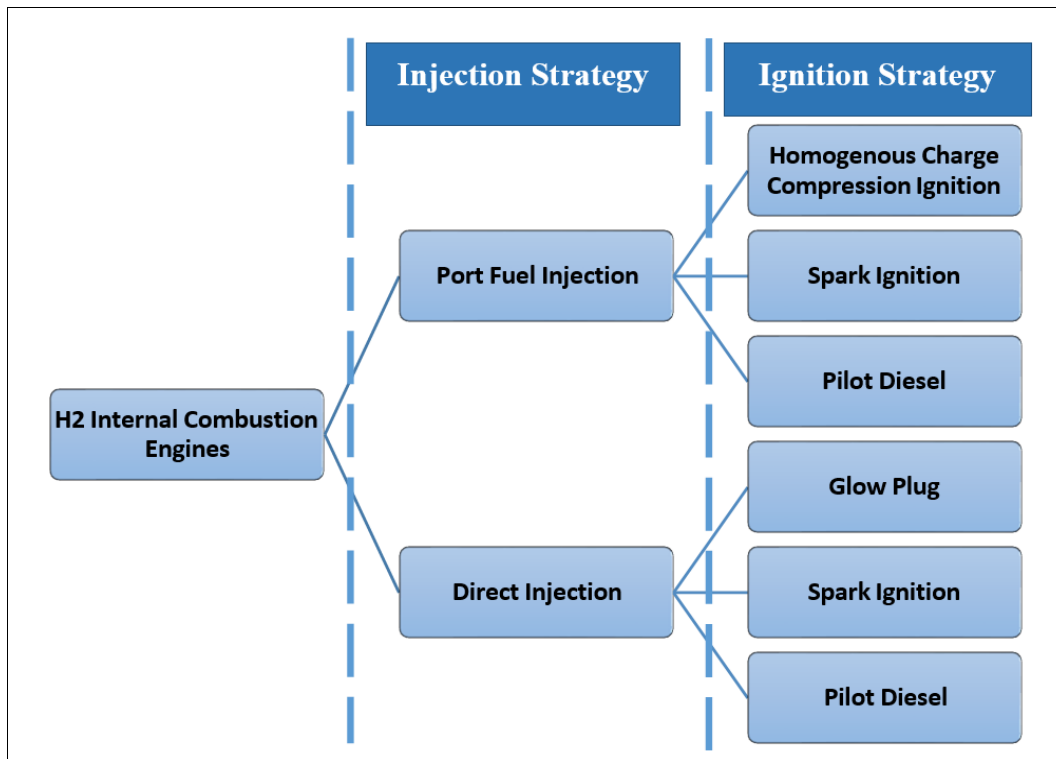 Injection Strategy
Ignition Strategy
Homogenous Charge
Compression Ignition
Port Fuel Injection
Spark Ignition
Pilot Diesel
H2 Internal Combustion
Engines
Glow Plug
Direct Injection
Spark Ignition
Pilot Diesel